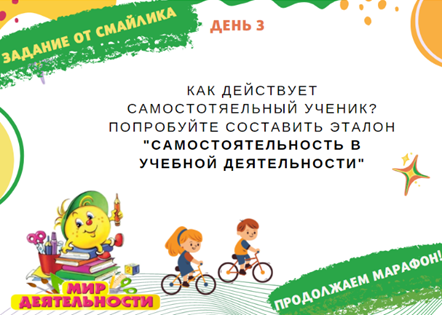 ЗАДАНИЕ ОТ СМАЙЛИКА
ДЕНЬ 3
КАК ДЕЙСТВУЕТ
САМОСТОТЯЕЛЬНЫЙ УЧЕНИК?
ПОПРОБУЙТЕ СОСТАВИТЬ ЭТАЛОН
"САМОСТОЯТЕЛЬНОСТЬ В
УЧЕБНОЙ ДЕЯТЕЛЬНОСТИ"
МИР
ДЕЯТЕЛЬНОСТИ
ПРОДОЛЖАЕМ МАРАФОН!